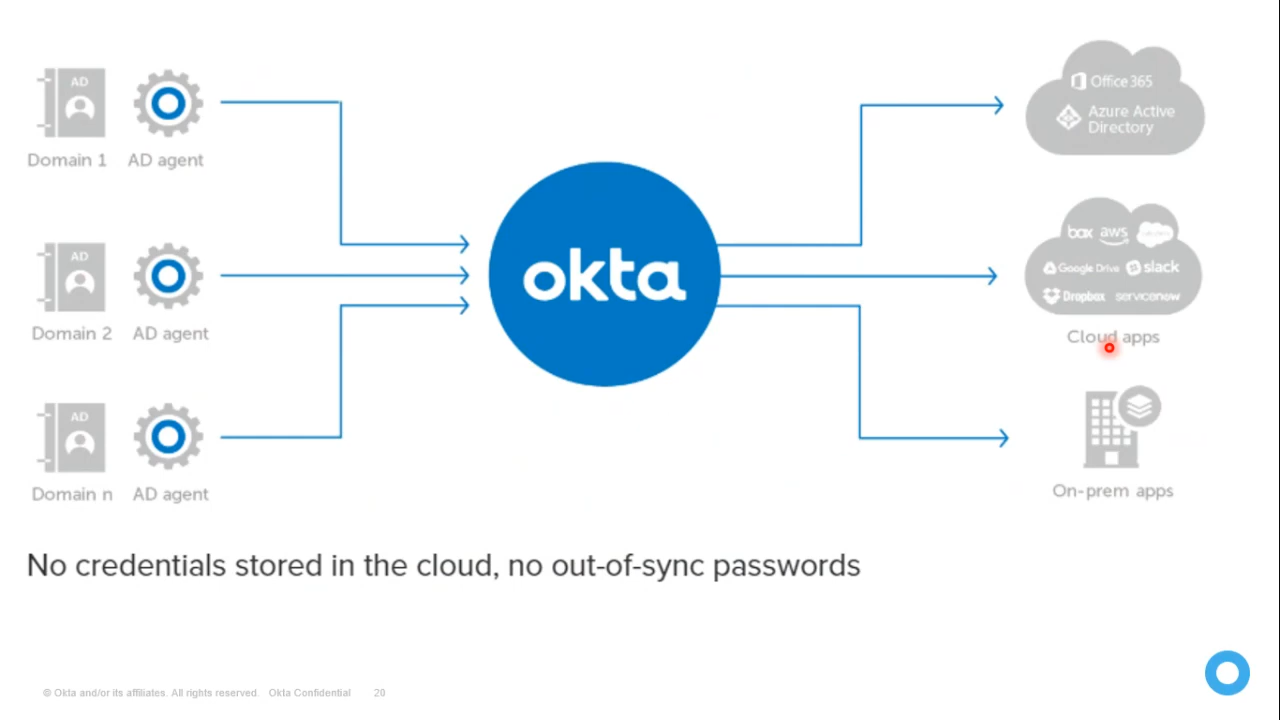 AD
Domain 1
AD agent
AD
Domain 2
AD agent
AD
Domain n
AD agent
okta
Office 365
Azure Active
Directory
box aws salesforce
Google Drive slack
Dropbox servicenow
Cloud apps
On-prem apps
No credentials stored in the cloud, no out-of-sync passwords
© Okta and/or its affiliates. All rights reserved. Okta Confidential 20